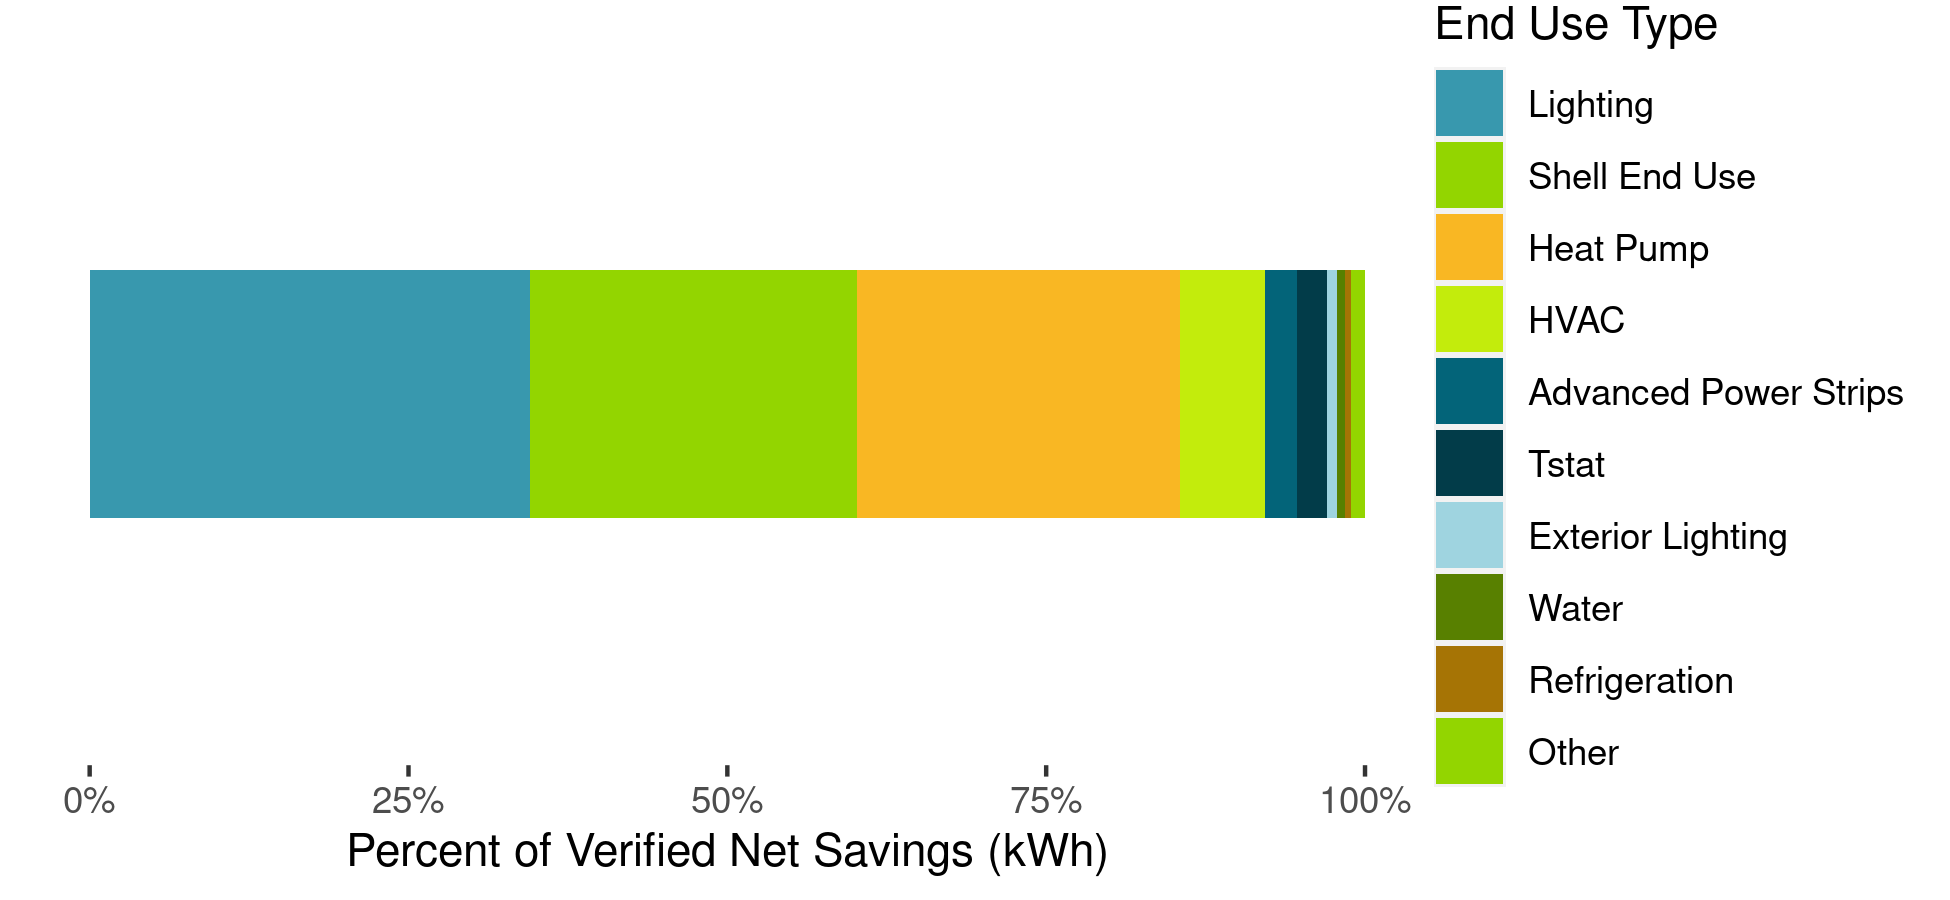 End Use Type
Lighting
Shell End Use
Heat Pump
HVAC
Advanced Power Strips
Tstat
Exterior Lighting
Water
Refrigeration
Other
0% 25% 50% 75% 100%
Percent of Verified Net Savings (kWh)